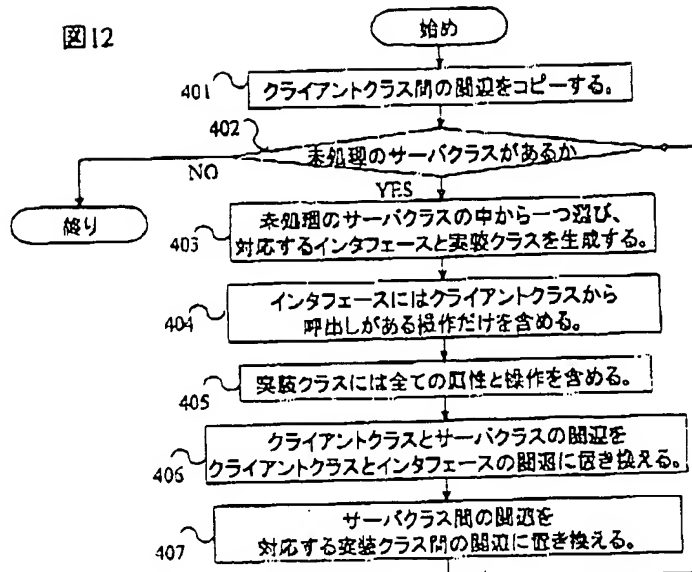 図12
始め
401
クライアントクラス間の関連をコピーする。
402
未処理のサーバクラスがあるか
NO
YES
終り
403
未処理のサーバクラスの中から一つ選び、
対応するインタフェースと実装クラスを生成する。
404
インタフェースにはクライアントクラスから
呼出しがある操作だけを含める。
405
実装クラスには全ての属性と操作を含める。
406
クライアントクラスとサーバクラスの関連を
クライアントクラスとインタフェースの関連に置き換える。
407
サーバクラス間の関連を
対応する実装クラス間の関連に置き換える。